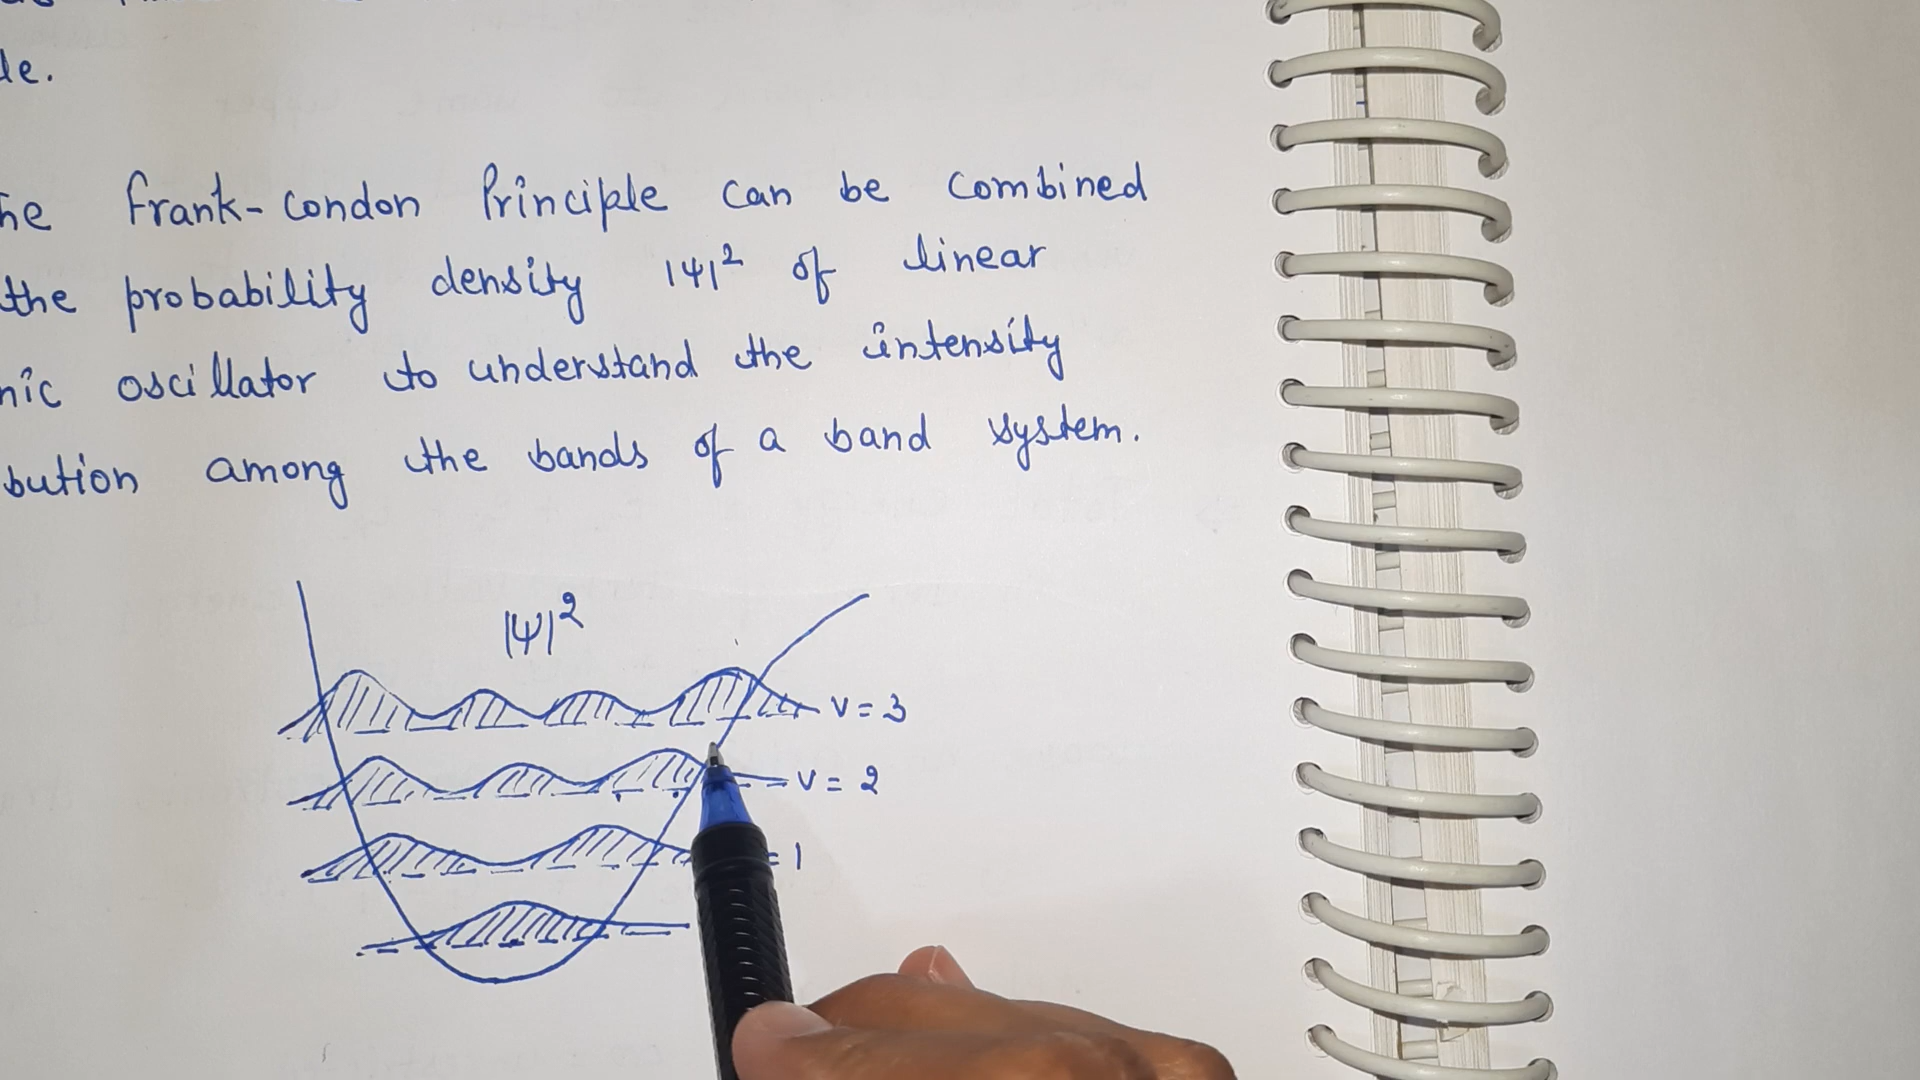 le.
he Frank-Condon Principle can be combined
the probability density |ψ|² of linear
nic oscillator to understand the intensity
bution among the bands of a band system.
|ψ|²
v = 3
v = 2
= 1